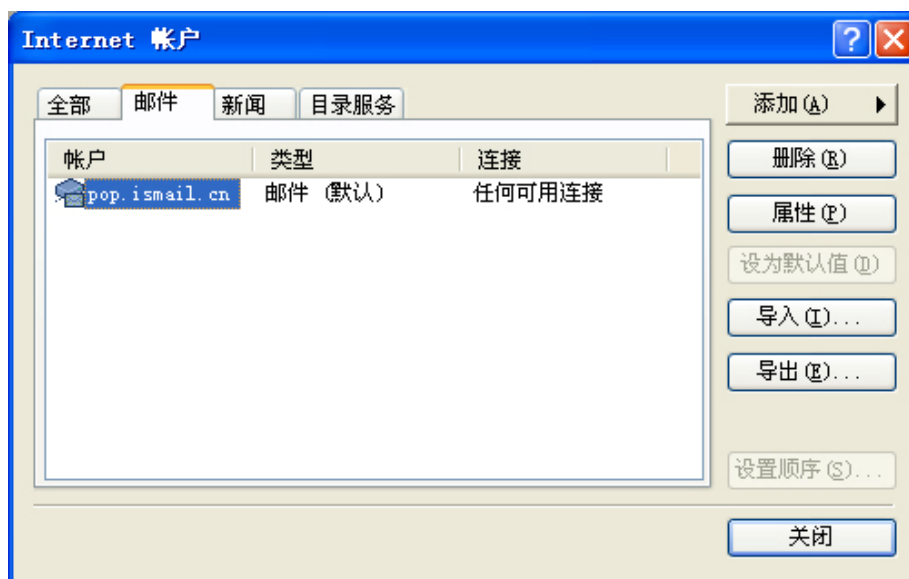 Internet 帐户
全部 邮件 新闻 目录服务
帐户 类型 连接
pop.ismail.cn 邮件 (默认) 任何可用连接
添加(A)
删除(R)
属性(P)
设为默认值(D)
导入(I)...
导出(E)...
设置顺序(S)...
关闭